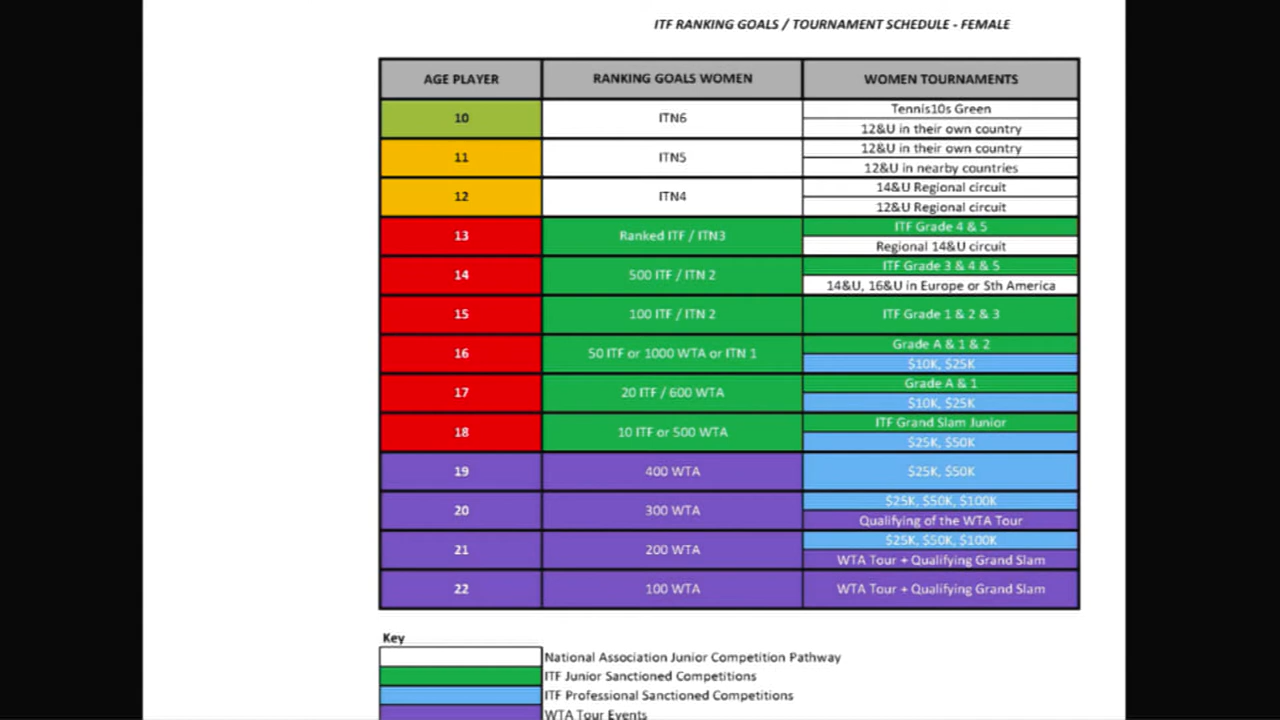 ITF RANKING GOALS / TOURNAMENT SCHEDULE - FEMALE
AGE PLAYER RANKING GOALS WOMEN WOMEN TOURNAMENTS
10 ITN6 Tennis10s Green
12&U in their own country
11 ITN5 12&U in their own country
12&U in nearby countries
12 ITN4 14&U Regional circuit
12&U Regional circuit
13 Ranked ITF / ITN3 ITF Grade 4 & 5
Regional 14&U circuit
14 500 ITF / ITN 2 ITF Grade 3 & 4 & 5
14&U, 16&U in Europe or Sth America
15 100 ITF / ITN 2 ITF Grade 1 & 2 & 3
16 50 ITF or 1000 WTA or ITN 1 Grade A & 1 & 2
$10K, $25K
17 20 ITF / 600 WTA Grade A & 1
$10K, $25K
18 10 ITF or 500 WTA ITF Grand Slam Junior
$25K, $50K
19 400 WTA $25K, $50K
20 300 WTA $25K, $50K, $100K
Qualifying of the WTA Tour
21 200 WTA $25K, $50K, $100K
WTA Tour + Qualifying Grand Slam
22 100 WTA WTA Tour + Qualifying Grand Slam
Key
National Association Junior Competition Pathway
ITF Junior Sanctioned Competitions
ITF Professional Sanctioned Competitions
WTA Tour Events